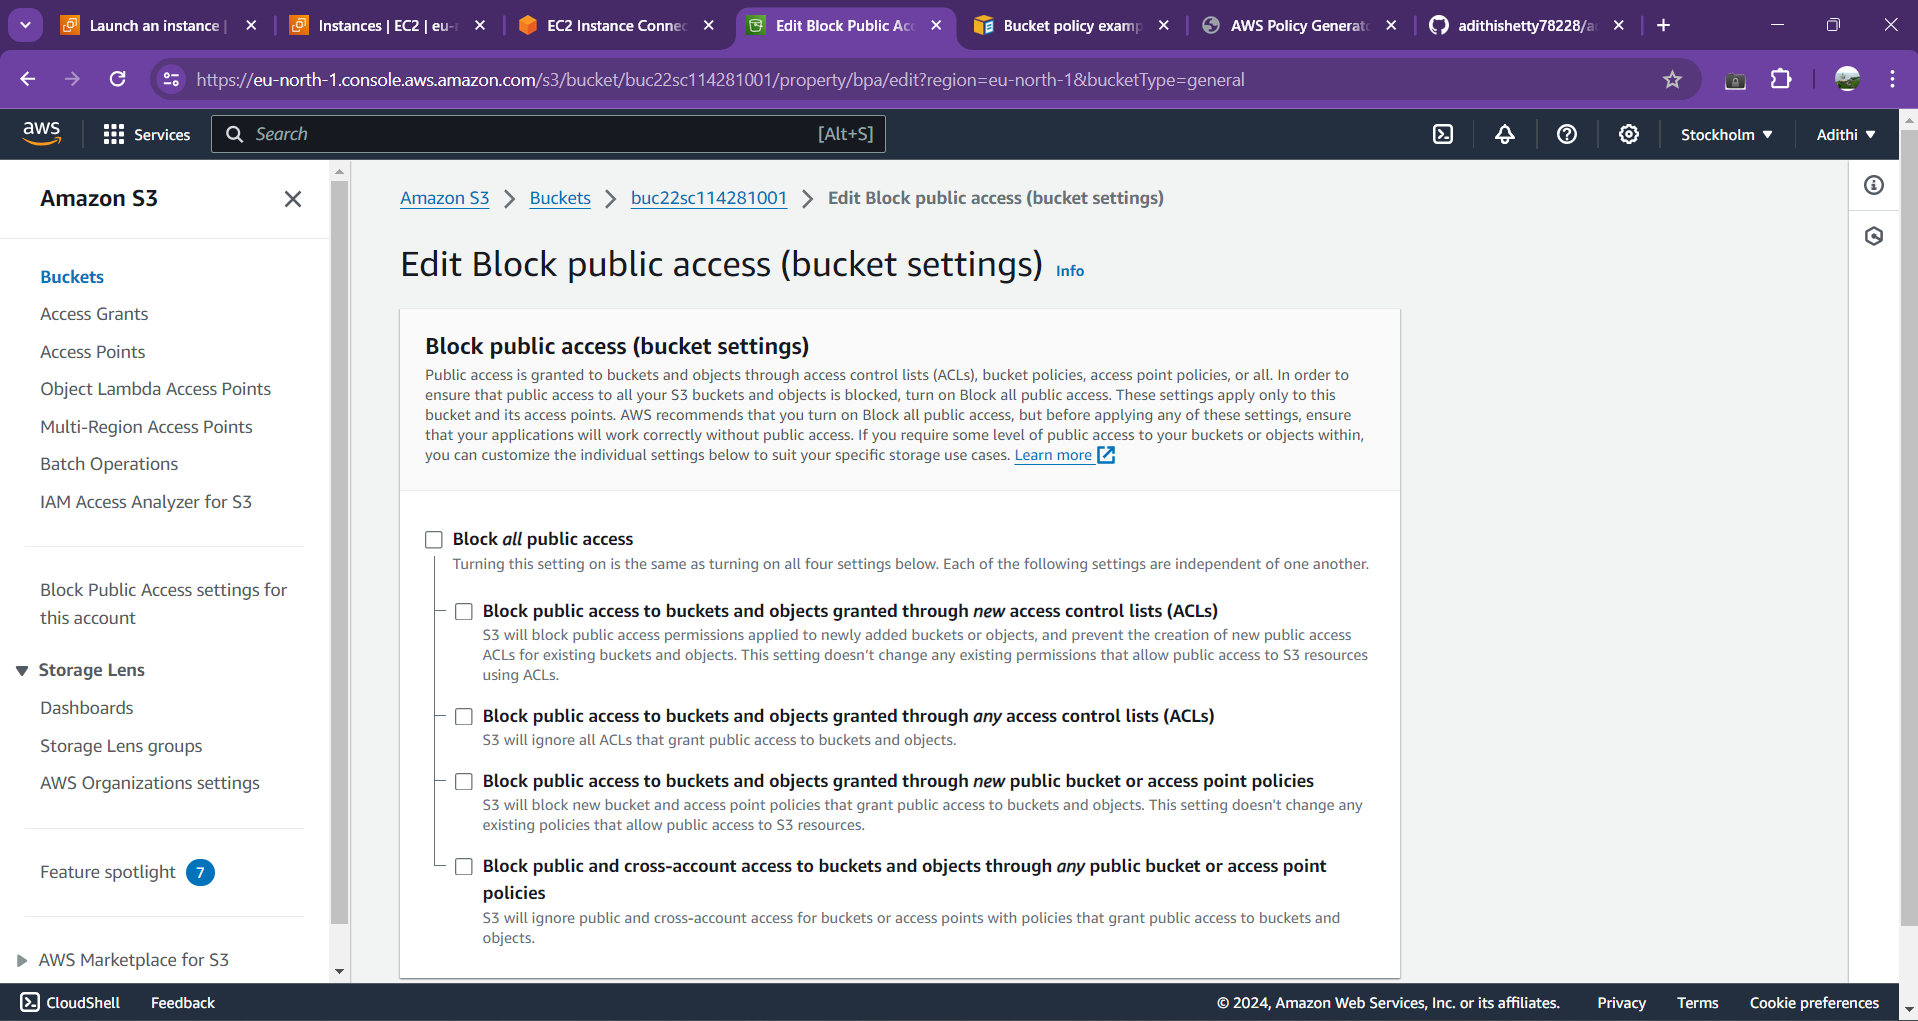 Launch an instance |
Instances | EC2 | eu-
EC2 Instance Connec
Edit Block Public Acc
Bucket policy examp
AWS Policy Generato
adithishetty78228/a
https://eu-north-1.console.aws.amazon.com/s3/bucket/buc22sc114281001/property/bpa/edit?region=eu-north-1&bucketType=general
aws
Services
Search
[Alt+S]
Stockholm
Adithi
Amazon S3
Buckets
Access Grants
Access Points
Object Lambda Access Points
Multi-Region Access Points
Batch Operations
IAM Access Analyzer for S3
Block Public Access settings for
this account
Storage Lens
Dashboards
Storage Lens groups
AWS Organizations settings
Feature spotlight 7
AWS Marketplace for S3
Amazon S3 > Buckets > buc22sc114281001 > Edit Block public access (bucket settings)
Edit Block public access (bucket settings) Info
Block public access (bucket settings)
Public access is granted to buckets and objects through access control lists (ACLs), bucket policies, access point policies, or all. In order to
ensure that public access to all your S3 buckets and objects is blocked, turn on Block all public access. These settings apply only to this
bucket and its access points. AWS recommends that you turn on Block all public access, but before applying any of these settings, ensure
that your applications will work correctly without public access. If you require some level of public access to your buckets or objects within,
you can customize the individual settings below to suit your specific storage use cases. Learn more
Block all public access
Turning this setting on is the same as turning on all four settings below. Each of the following settings are independent of one another.
Block public access to buckets and objects granted through new access control lists (ACLs)
S3 will block public access permissions applied to newly added buckets or objects, and prevent the creation of new public access
ACLs for existing buckets and objects. This setting doesn't change any existing permissions that allow public access to S3 resources
using ACLs.
Block public access to buckets and objects granted through any access control lists (ACLs)
S3 will ignore all ACLs that grant public access to buckets and objects.
Block public access to buckets and objects granted through new public bucket or access point policies
S3 will block new bucket and access point policies that grant public access to buckets and objects. This setting doesn't change any
existing policies that allow public access to S3 resources.
Block public and cross-account access to buckets and objects through any public bucket or access point
policies
S3 will ignore public and cross-account access for buckets or access points with policies that grant public access to buckets and
objects.
CloudShell
Feedback
© 2024, Amazon Web Services, Inc. or its affiliates.
Privacy
Terms
Cookie preferences